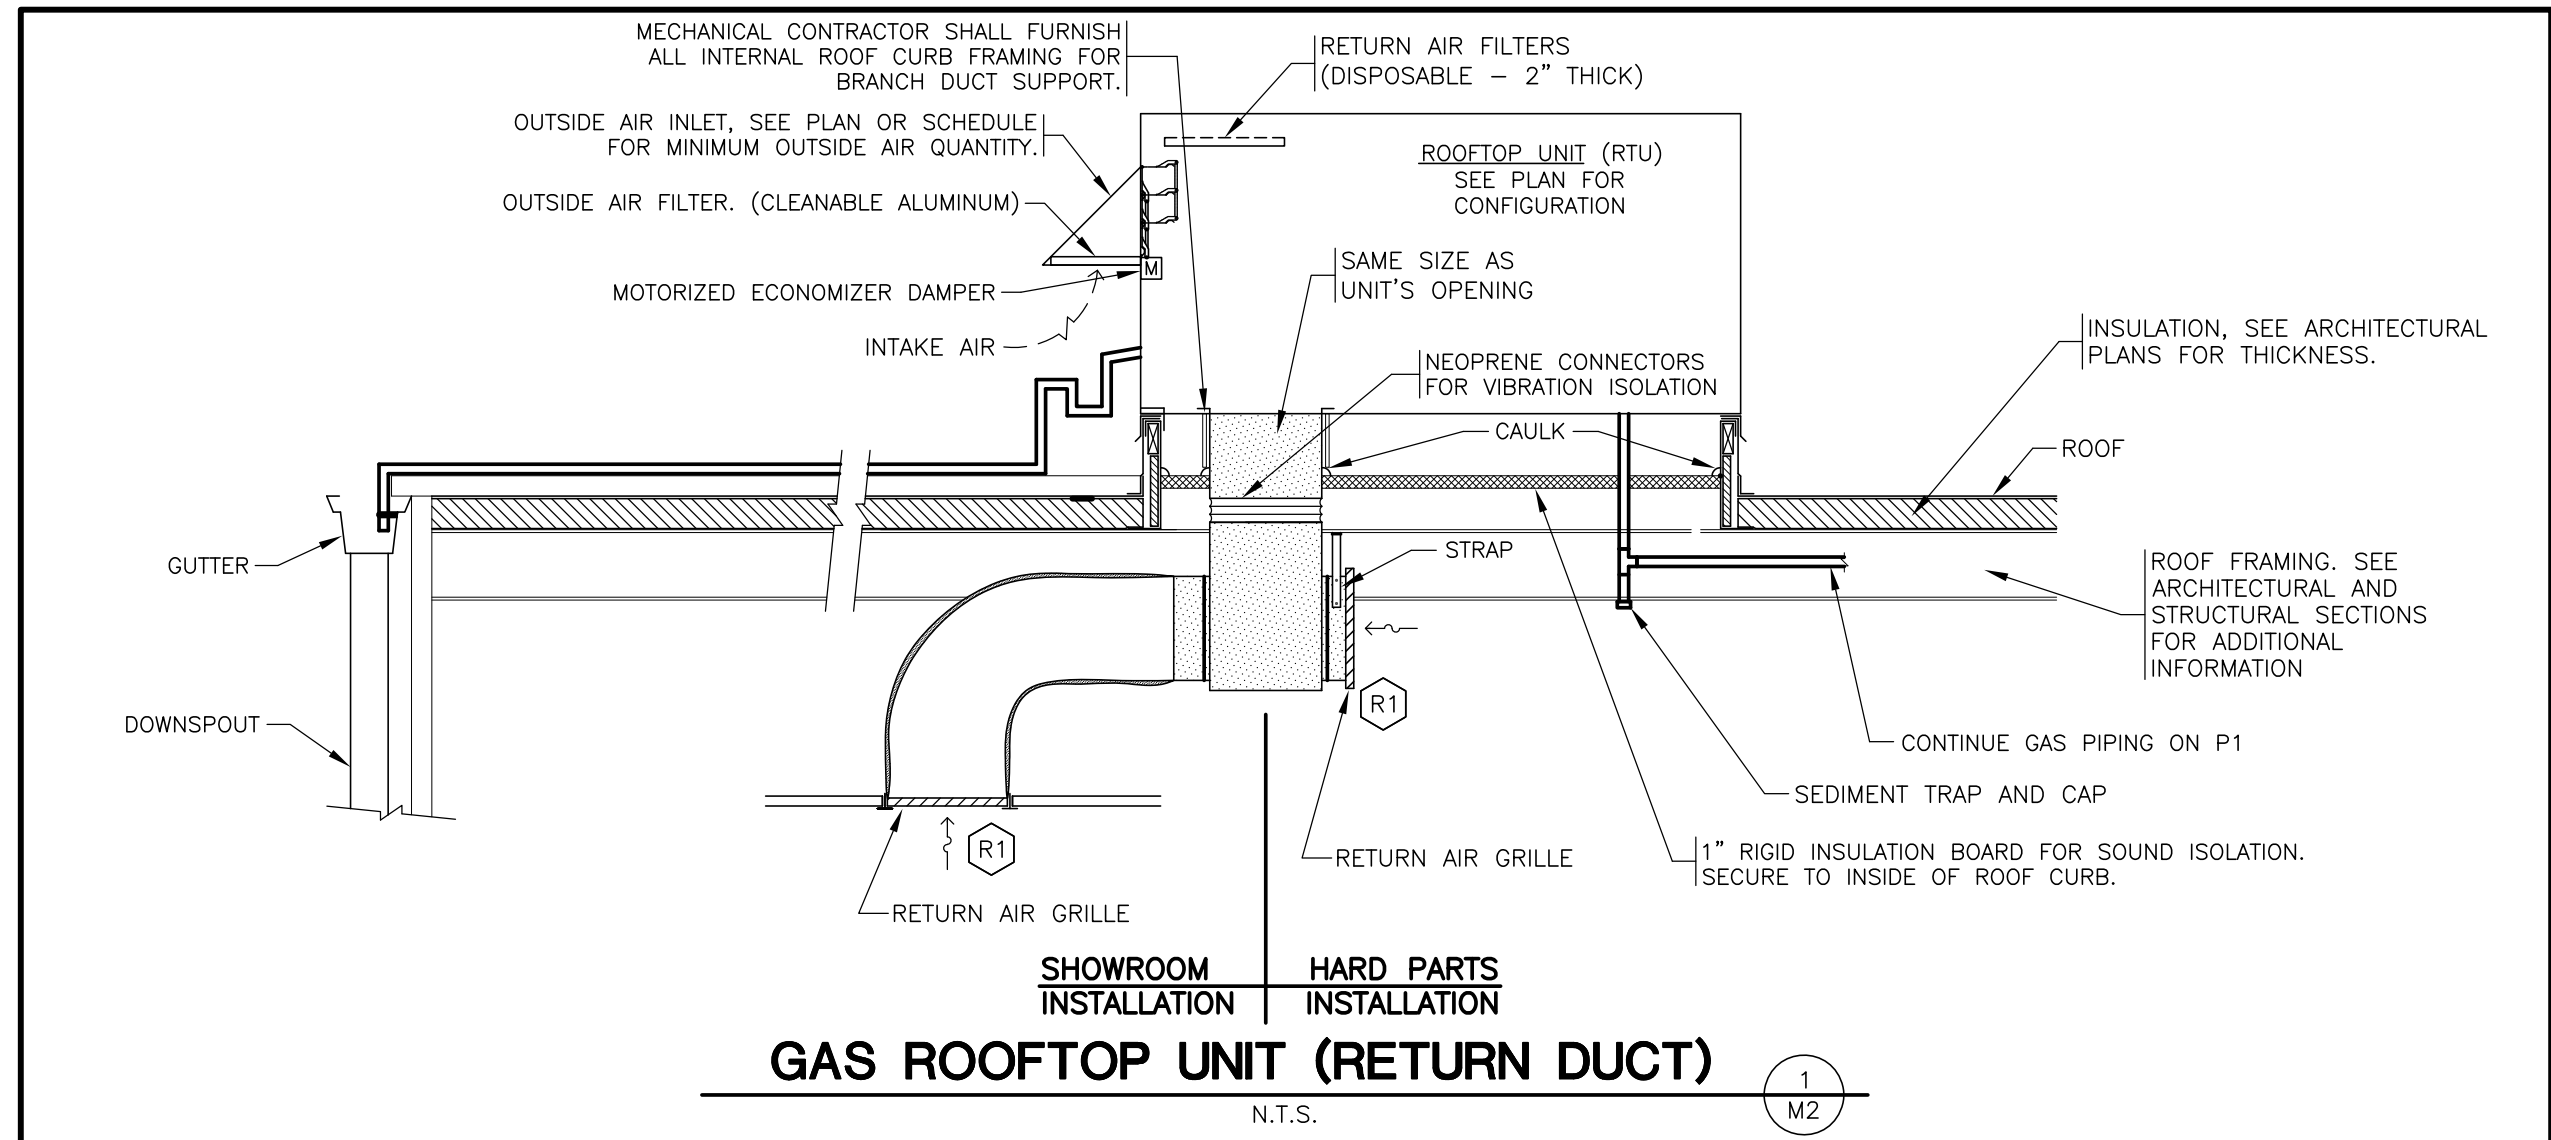 MECHANICAL CONTRACTOR SHALL FURNISH
ALL INTERNAL ROOF CURB FRAMING FOR
BRANCH DUCT SUPPORT.
RETURN AIR FILTERS
(DISPOSABLE – 2" THICK)
OUTSIDE AIR INLET, SEE PLAN OR SCHEDULE
FOR MINIMUM OUTSIDE AIR QUANTITY.
ROOFTOP UNIT (RTU)
SEE PLAN FOR
CONFIGURATION
OUTSIDE AIR FILTER. (CLEANABLE ALUMINUM)
SAME SIZE AS
UNIT'S OPENING
M
MOTORIZED ECONOMIZER DAMPER
INTAKE AIR
INSULATION, SEE ARCHITECTURAL
PLANS FOR THICKNESS.
NEOPRENE CONNECTORS
FOR VIBRATION ISOLATION
CAULK
ROOF
GUTTER
STRAP
ROOF FRAMING. SEE
ARCHITECTURAL AND
STRUCTURAL SECTIONS
FOR ADDITIONAL
INFORMATION
R1
DOWNSPOUT
CONTINUE GAS PIPING ON P1
SEDIMENT TRAP AND CAP
R1
RETURN AIR GRILLE
1" RIGID INSULATION BOARD FOR SOUND ISOLATION.
SECURE TO INSIDE OF ROOF CURB.
RETURN AIR GRILLE
SHOWROOM
INSTALLATION
HARD PARTS
INSTALLATION
GAS ROOFTOP UNIT (RETURN DUCT)
1
M2
N.T.S.